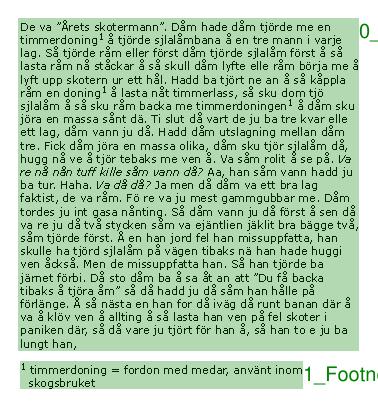 De va ”Årets skotermann”. Dåm hade dåm tjörde me en
timmerdoning¹ å tjörde sjlalåmbana å en tre mann i varje
lag. Så tjörde råm eller först dåm tjörde sjlalåm först å så
lasta råm nå ståckar å så skull dåm lyfte elle råm börja me å
lyft upp skotern ur ett hål. Hadd ba tjört ne an å så kåppla
råm en doning¹ å lasta nåt timmerlass, så sku dom tjö
sjlalåm å så sku råm backa me timmerdoningen¹ å dåm sku
jöra en massa sånt dä. Ti slut då vart de ju ba tre kvar elle
ett lag, dåm vann ju då. Hadd dåm utslagning mellan dåm
tre. Fick dåm jöra en massa olika, dåm sku tjör sjlalåm då,
hugg nå ve å tjör tebaks me ven å. Va såm rolit å se på. Va
re nå nån tuff kille såm vann då? Aa, han såm vann hadd ju
ba tur. Haha. Va då då? Ja men då dåm va ett bra lag
faktist, de va råm. Fö re va ju mest gammgubbar me. Dåm
tordes ju int gasa nånting. Så dåm vann ju då först å sen då
va re ju då två stycken såm va ejäntlien jäklit bra bägge två,
såm tjörde först. Å en han jord fel han missuppfatta, han
skulle ha tjörd sjlalåm på vägen tibaks nä han hade huggi
ven åckså. Men de missuppfatta han. Så han tjörde ba
järnet förbi. Då sto dåm ba å sa åt an att ”Du få backa
tibaks å tjöra åm” så då hadd ju då såm han hålle på
förlänge. Å så nästa en han for då iväg då runt banan där å
va å klöv ven å allting å så lasta han ven på fel skoter i
paniken där, så då vare ju tjört för han å, så han to e ju ba
lungt han,
0_
¹ timmerdoning = fordon med medar, använt inom
skogsbruket
1_Footn